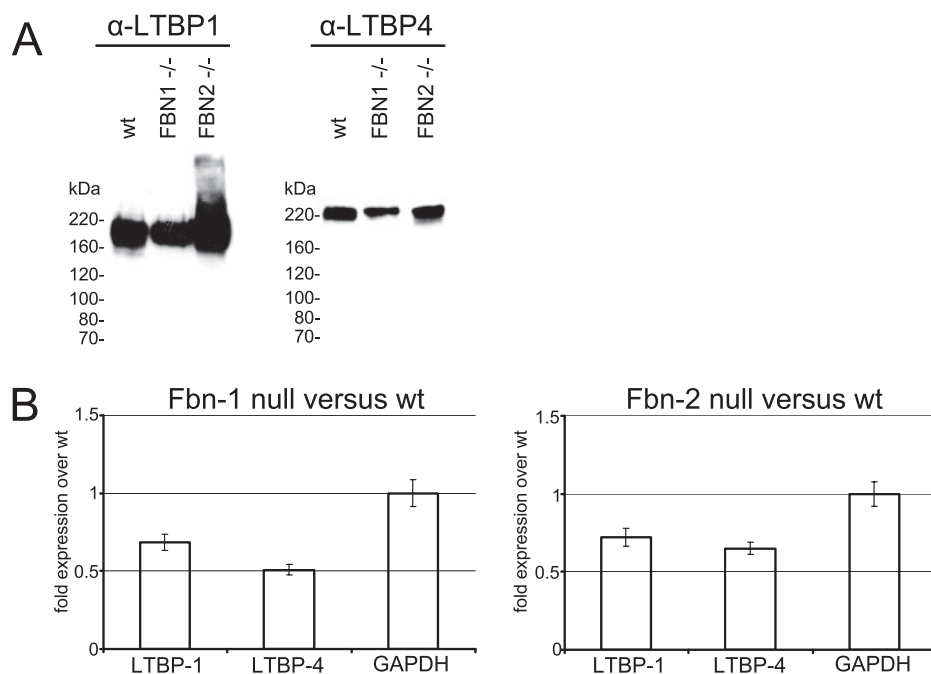 A
α-LTBP1
α-LTBP4
wt
FBN1 -/-
FBN2 -/-
wt
FBN1 -/-
FBN2 -/-
kDa
220-
160-
120-
100-
80-
70-
kDa
220-
160-
120-
100-
80-
70-
B
Fbn-1 null versus wt
fold expression over wt
1.5
1
0.5
0
LTBP-1
LTBP-4
GAPDH
Fbn-2 null versus wt
fold expression over wt
1.5
1
0.5
0
LTBP-1
LTBP-4
GAPDH